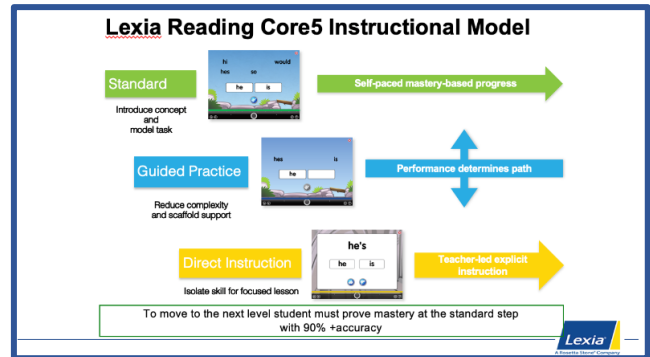 Lexia Reading Core5 Instructional Model
Standard
Introduce concept
and
model task
hi would
hes so
he is
Self-paced mastery-based progress
Guided Practice
Reduce complexity
and scaffold support
hes is
he
Performance determines path
Direct Instruction
Isolate skill for focused lesson
he's
he is
Teacher-led explicit
instruction
To move to the next level student must prove mastery at the standard step
with 90% +accuracy
Lexia
A Rosetta Stone Company